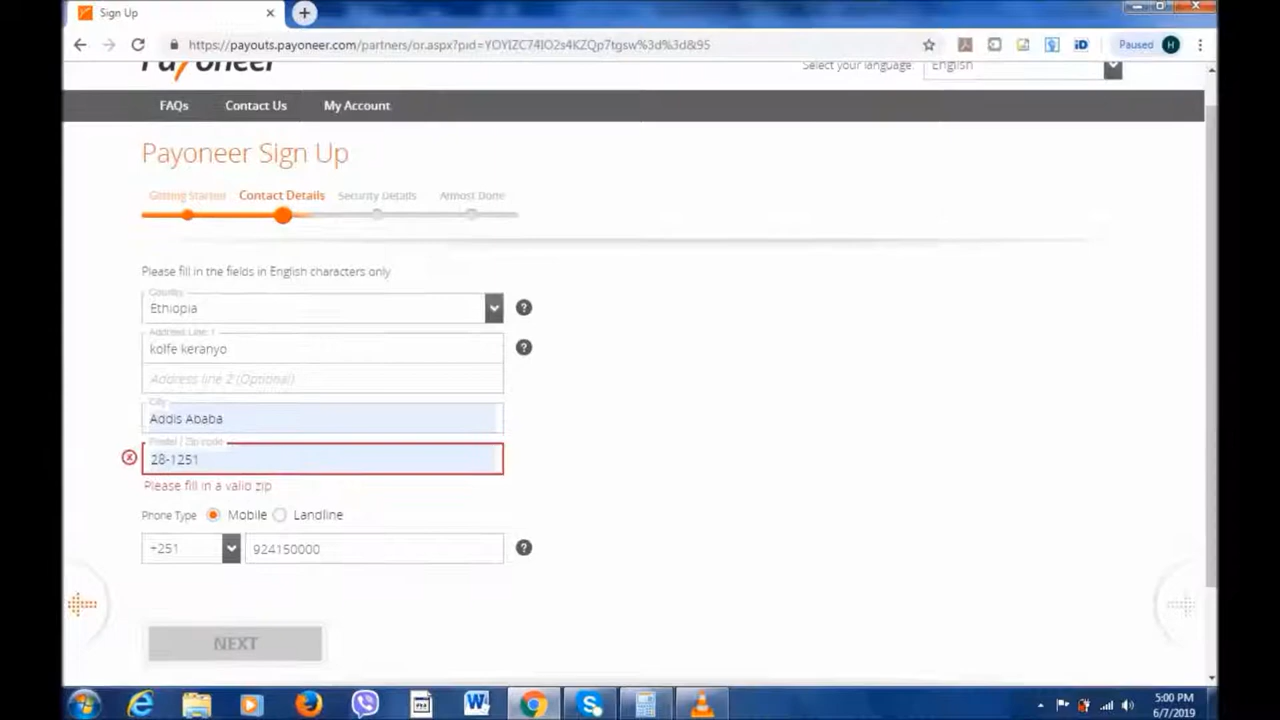 Sign Up
https://payouts.payoneer.com/partners/or.aspx?pid=YOYIZC74IO2s4KZQp7tgsw%3d%3d&95
iD
Paused
H
Payoneer
Select your language:
English
FAQs
Contact Us
My Account
Payoneer Sign Up
Getting Started
Contact Details
Security Details
Almost Done
Please fill in the fields in English characters only
Country
Ethiopia
?
Address Line 1
kolfe keranyo
?
Address line 2 (Optional)
City
Addis Ababa
Postal / Zip code
28-1251
Please fill in a valid zip
Phone Type
Mobile
Landline
+251
924150000
?
NEXT
5:00 PM
6/7/2019